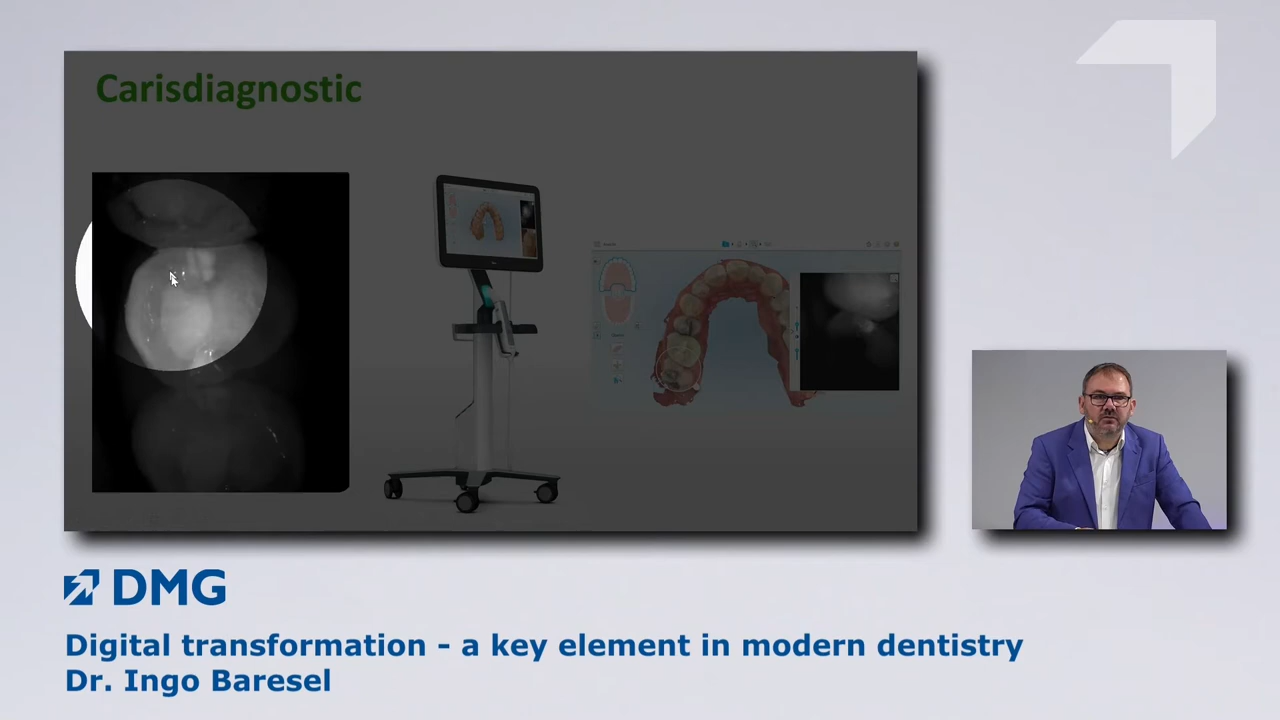 Carisdiagnostic
DMG
Digital transformation - a key element in modern dentistry
Dr. Ingo Baresel